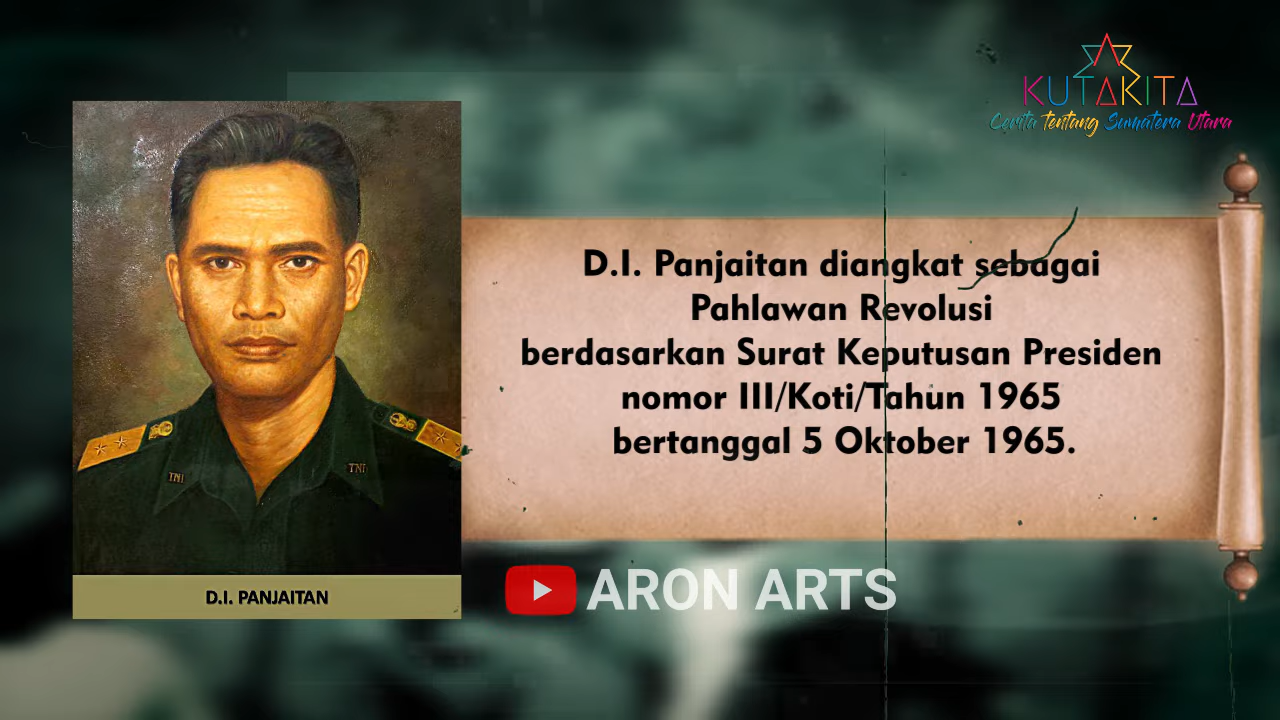 KUTAKITA
Cerita tentang Sumatera Utara
D.I. Panjaitan diangkat sebagai
Pahlawan Revolusi
berdasarkan Surat Keputusan Presiden
nomor III/Koti/Tahun 1965
bertanggal 5 Oktober 1965.
TNI TNI
D.I. PANJAITAN
ARON ARTS